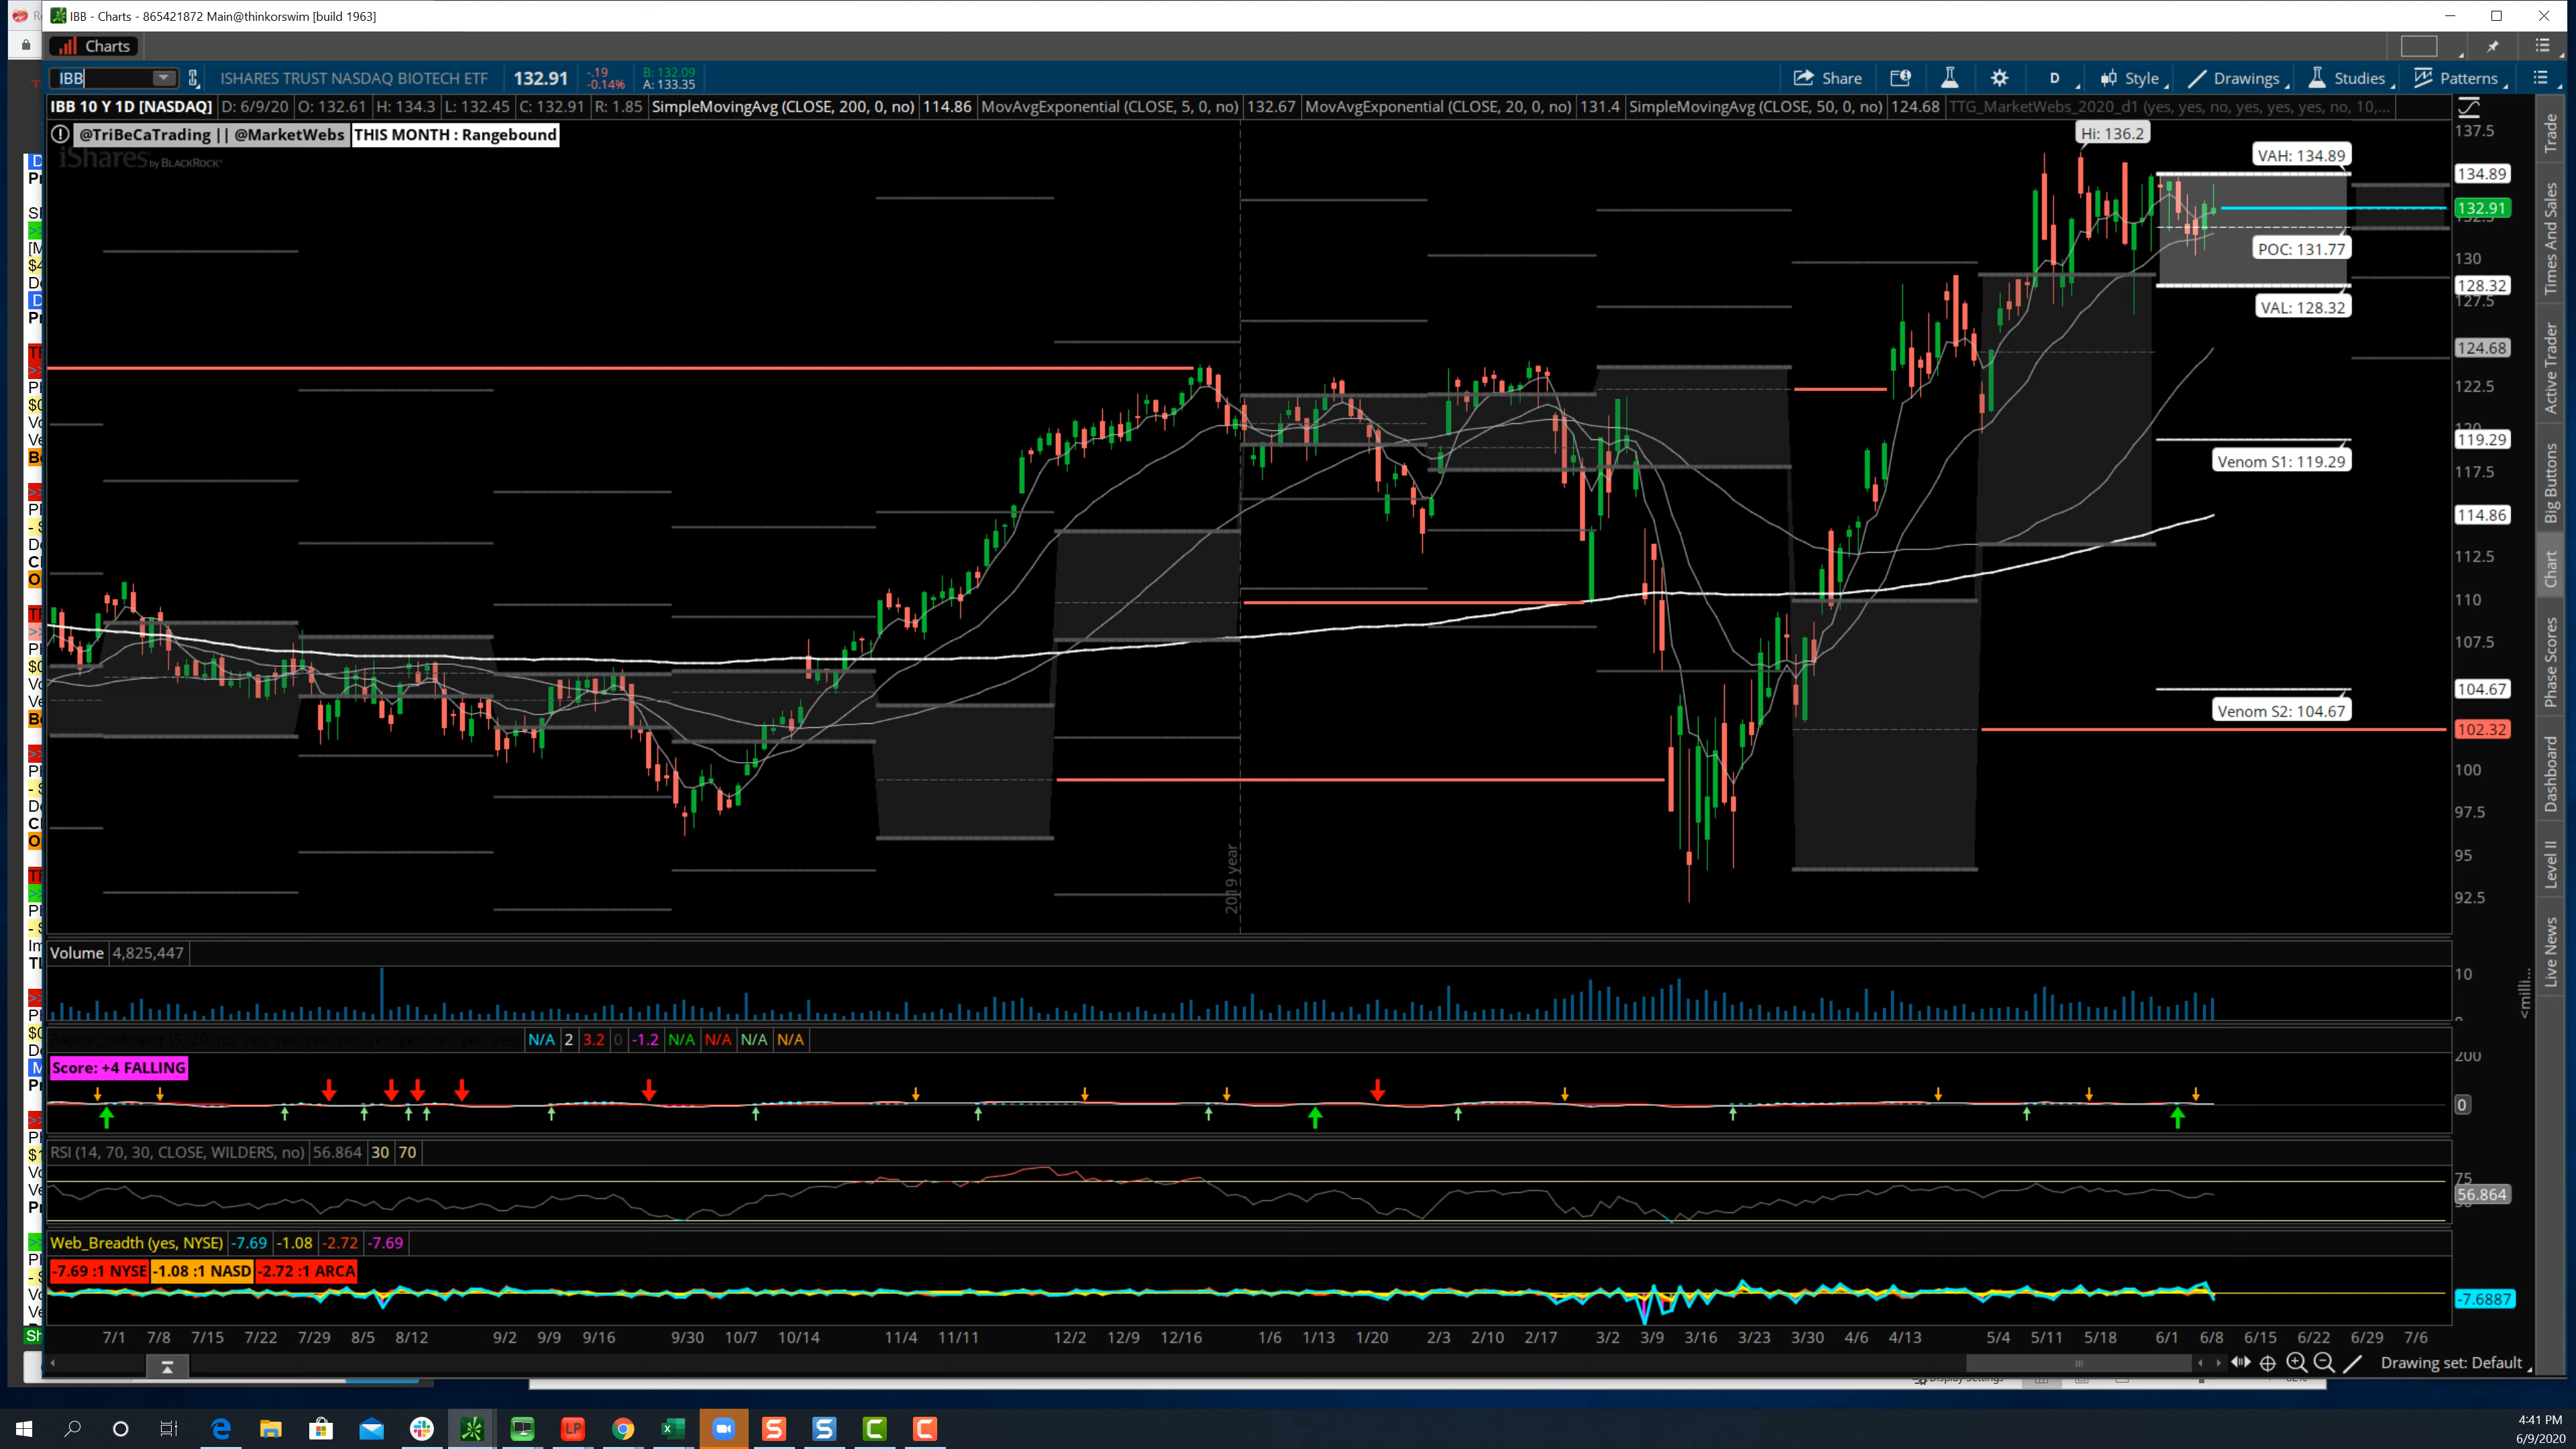 IBB - Charts - 865421872 Main@thinkorswim [build 1963]
Charts
IBB ISHARES TRUST NASDAQ BIOTECH ETF 132.91 -.19 -0.14% B: 132.09 A: 133.35 Share D Style Drawings Studies Patterns
IBB 10 Y 1D [NASDAQ] D: 6/9/20 O: 132.61 H: 134.3 L: 132.45 C: 132.91 R: 1.85 SimpleMovingAvg (CLOSE, 200, 0, no) 114.86 MovAvgExponential (CLOSE, 5, 0, no) 132.67 MovAvgExponential (CLOSE, 20, 0, no) 131.4 SimpleMovingAvg (CLOSE, 50, 0, no) 124.68 TTG_MarketWebs_2020_d1 (yes, yes, no, yes, yes, yes, no, 10,...
@TriBeCaTrading || @MarketWebs THIS MONTH : Rangebound
iShares by BLACKROCK
Hi: 136.2
VAH: 134.89
POC: 131.77
VAL: 128.32
Venom S1: 119.29
Venom S2: 104.67
2019 year
137.5
134.89
132.91
130
128.32
127.5
124.68
122.5
119.29
117.5
114.86
112.5
110
107.5
104.67
102.32
100
97.5
95
92.5
Trade
Times And Sales
Active Trader
Big Buttons
Chart
Phase Scores
Dashboard
Level II
Live News
Volume 4,825,447
10
<milli...
N/A 2 3.2 0 -1.2 N/A N/A N/A N/A
Score: +4 FALLING
200
0
RSI (14, 70, 30, CLOSE, WILDERS, no) 56.864 30 70
75
56.864
Web_Breadth (yes, NYSE) -7.69 -1.08 -2.72 -7.69
-7.69 :1 NYSE -1.08 :1 NASD -2.72 :1 ARCA
-7.6887
7/1 7/8 7/15 7/22 7/29 8/5 8/12 9/2 9/9 9/16 9/30 10/7 10/14 11/4 11/11 12/2 12/9 12/16 1/6 1/13 1/20 2/3 2/10 2/17 3/2 3/9 3/16 3/23 3/30 4/6 4/13 5/4 5/11 5/18 6/1 6/8 6/15 6/22 6/29 7/6
Drawing set: Default
4:41 PM
6/9/2020